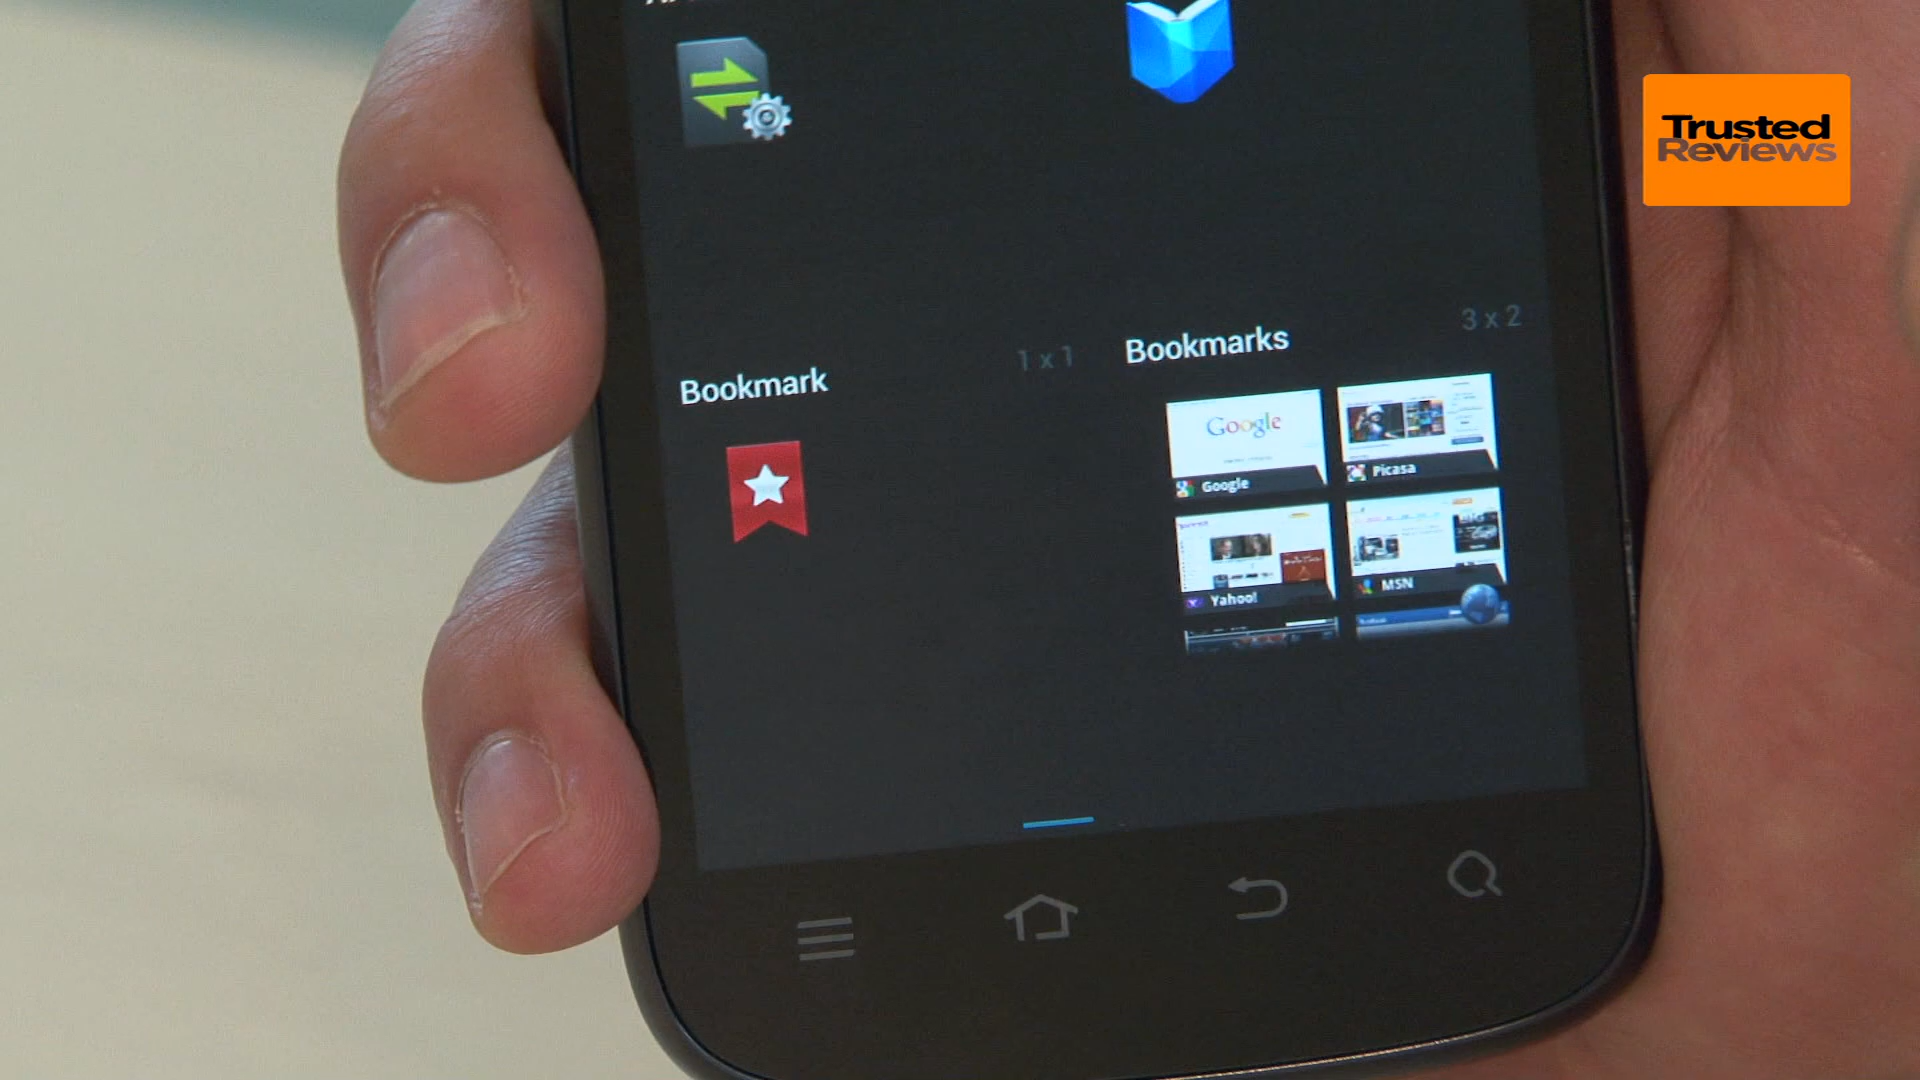 Trusted
Reviews
Bookmark
1 x 1
Bookmarks
3 x 2
Google
Google
Picasa
Yahoo!
MSN